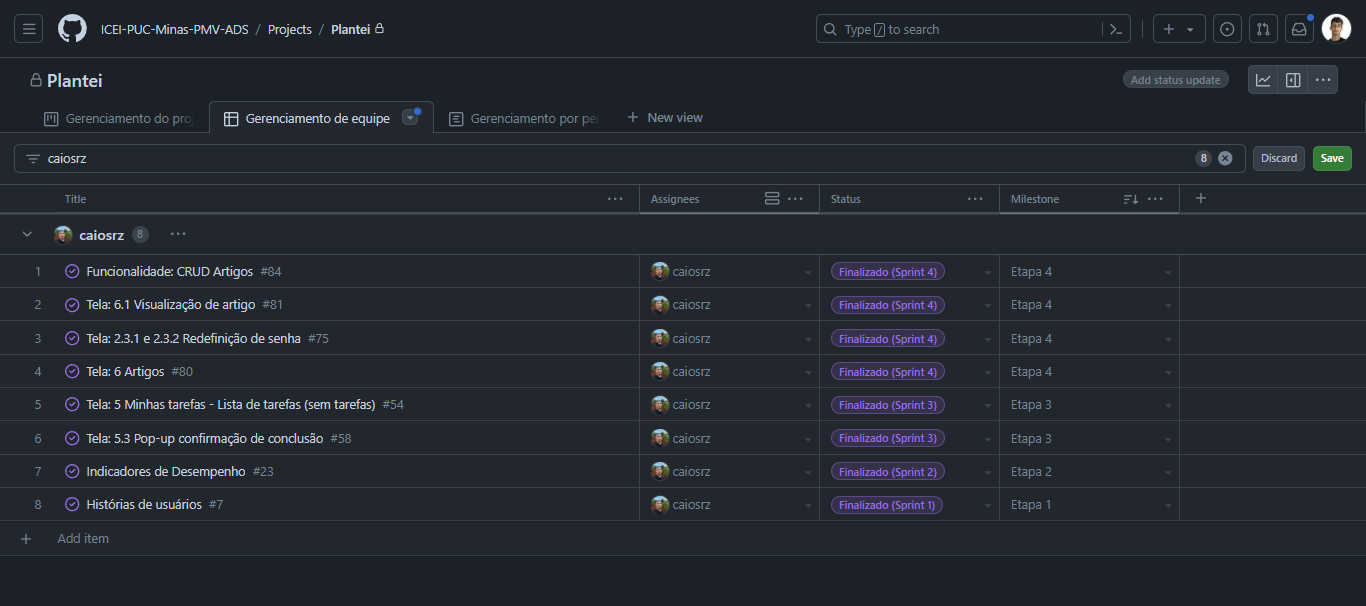 ICEI-PUC-Minas-PMV-ADS / Projects / Plantei Type / to search
Plantei Add status update
Gerenciamento do pro Gerenciamento de equipe Gerenciamento por pe New view
caiosrz 8 Discard Save
Title Assignees Status Milestone
caiosrz 8
1 Funcionalidade: CRUD Artigos #84 caiosrz Finalizado (Sprint 4) Etapa 4
2 Tela: 6.1 Visualização de artigo #81 caiosrz Finalizado (Sprint 4) Etapa 4
3 Tela: 2.3.1 e 2.3.2 Redefinição de senha #75 caiosrz Finalizado (Sprint 4) Etapa 4
4 Tela: 6 Artigos #80 caiosrz Finalizado (Sprint 4) Etapa 4
5 Tela: 5 Minhas tarefas - Lista de tarefas (sem tarefas) #54 caiosrz Finalizado (Sprint 3) Etapa 3
6 Tela: 5.3 Pop-up confirmação de conclusão #58 caiosrz Finalizado (Sprint 3) Etapa 3
7 Indicadores de Desempenho #23 caiosrz Finalizado (Sprint 2) Etapa 2
8 Histórias de usuários #7 caiosrz Finalizado (Sprint 1) Etapa 1
Add item